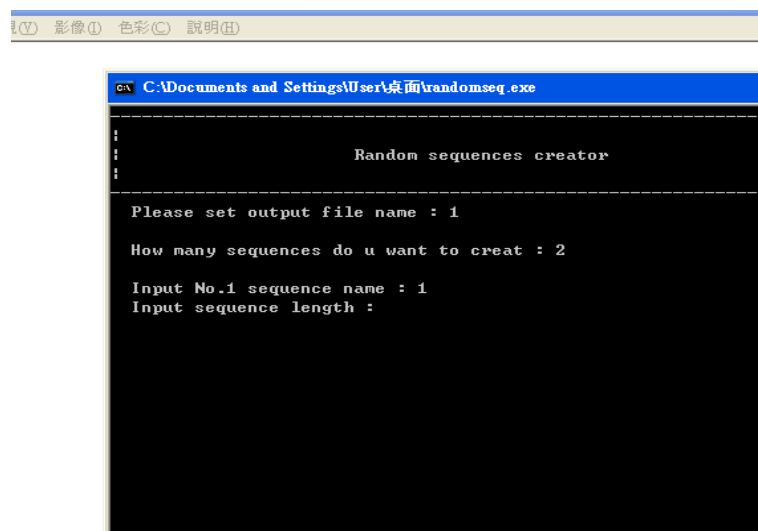 (V) 影像(I) 色彩(C) 說明(H)
C:\Documents and Settings\User\桌面\randomseq.exe
Random sequences creator
Please set output file name : 1
How many sequences do u want to creat : 2
Input No.1 sequence name : 1
Input sequence length :